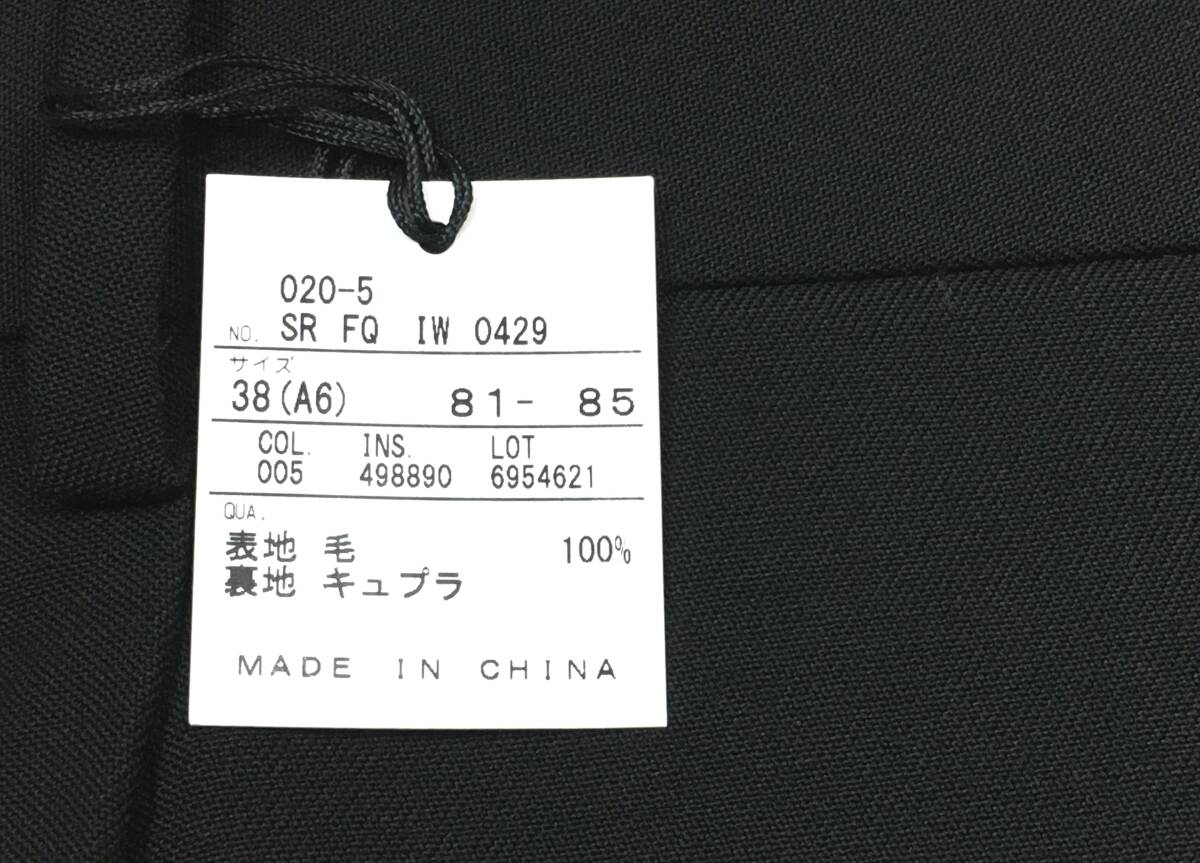 020-5
NO. SR FQ IW 0429
サイズ
38(A6) 81- 85
COL. INS. LOT
005 498890 6954621
QUA.
表地 毛 100%
裏地 キュプラ
MADE IN CHINA